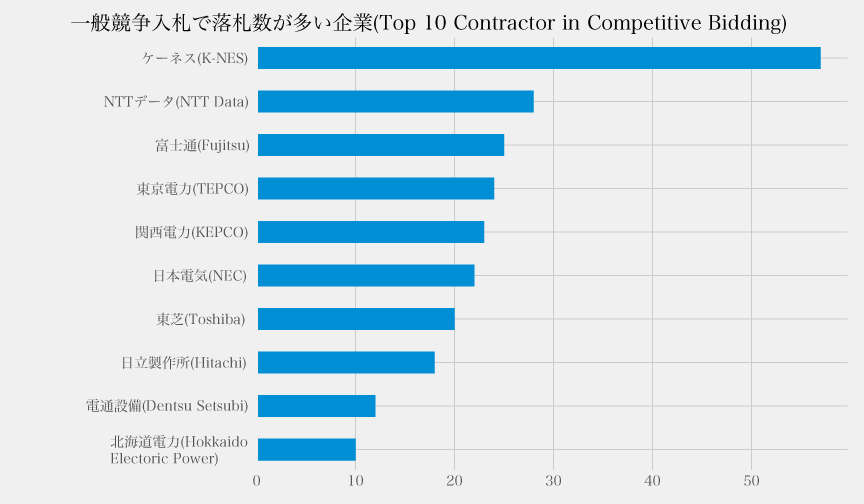 一般競争入札で落札数が多い企業(Top 10 Contractor in Competitive Bidding)
ケーネス(K-NES)
NTTデータ(NTT Data)
富士通(Fujitsu)
東京電力(TEPCO)
関西電力(KEPCO)
日本電気(NEC)
東芝(Toshiba)
日立製作所(Hitachi)
電通設備(Dentsu Setsubi)
北海道電力(Hokkaido
Electoric Power)
0 10 20 30 40 50